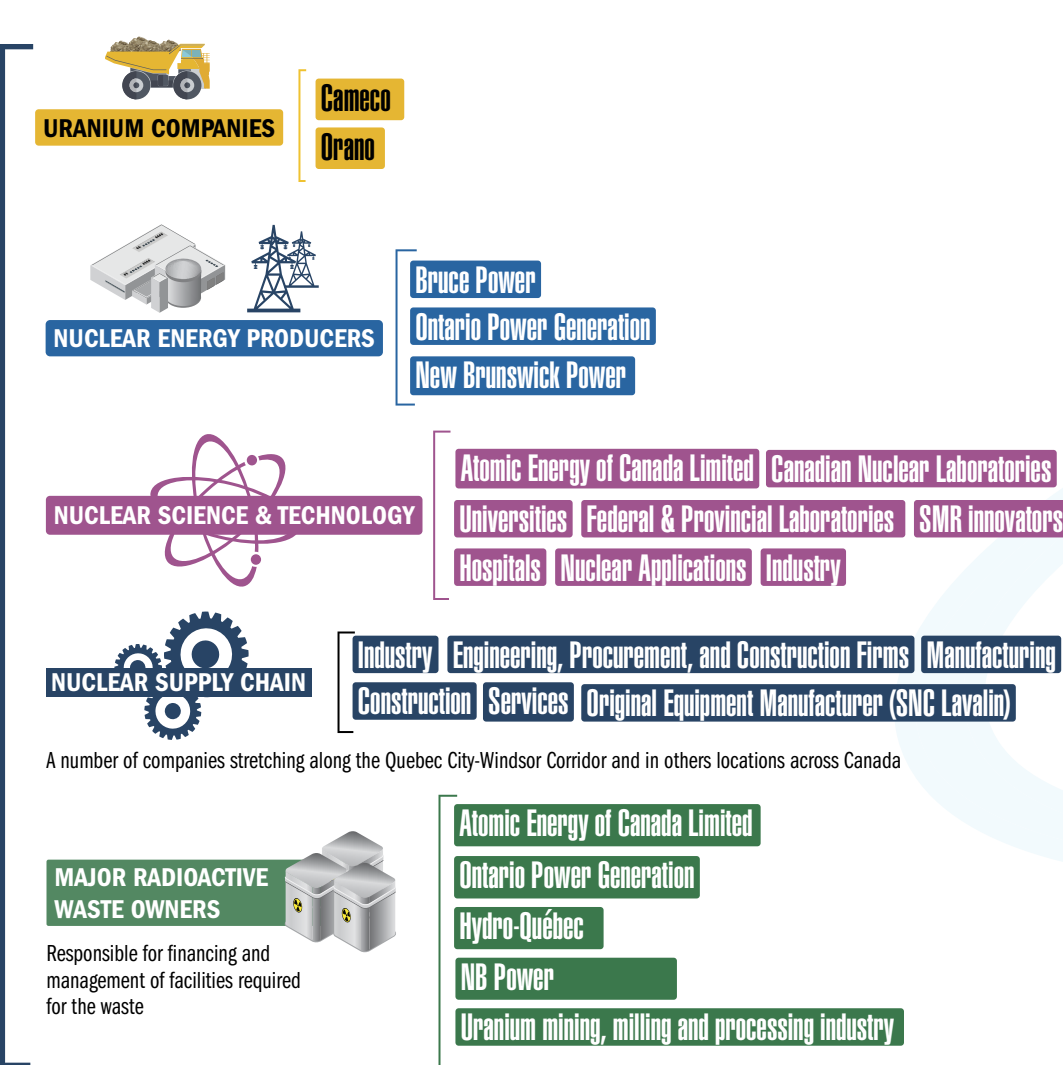 URANIUM COMPANIES
Cameco
Orano
NUCLEAR ENERGY PRODUCERS
Bruce Power
Ontario Power Generation
New Brunswick Power
NUCLEAR SCIENCE & TECHNOLOGY
Atomic Energy of Canada Limited Canadian Nuclear Laboratories
Universities Federal & Provincial Laboratories SMR innovators
Hospitals Nuclear Applications Industry
NUCLEAR SUPPLY CHAIN
Industry Engineering, Procurement, and Construction Firms Manufacturing
Construction Services Original Equipment Manufacturer (SNC Lavalin)
A number of companies stretching along the Quebec City-Windsor Corridor and in others locations across Canada
MAJOR RADIOACTIVE
WASTE OWNERS
Responsible for financing and
management of facilities required
for the waste
Atomic Energy of Canada Limited
Ontario Power Generation
Hydro-Québec
NB Power
Uranium mining, milling and processing industry